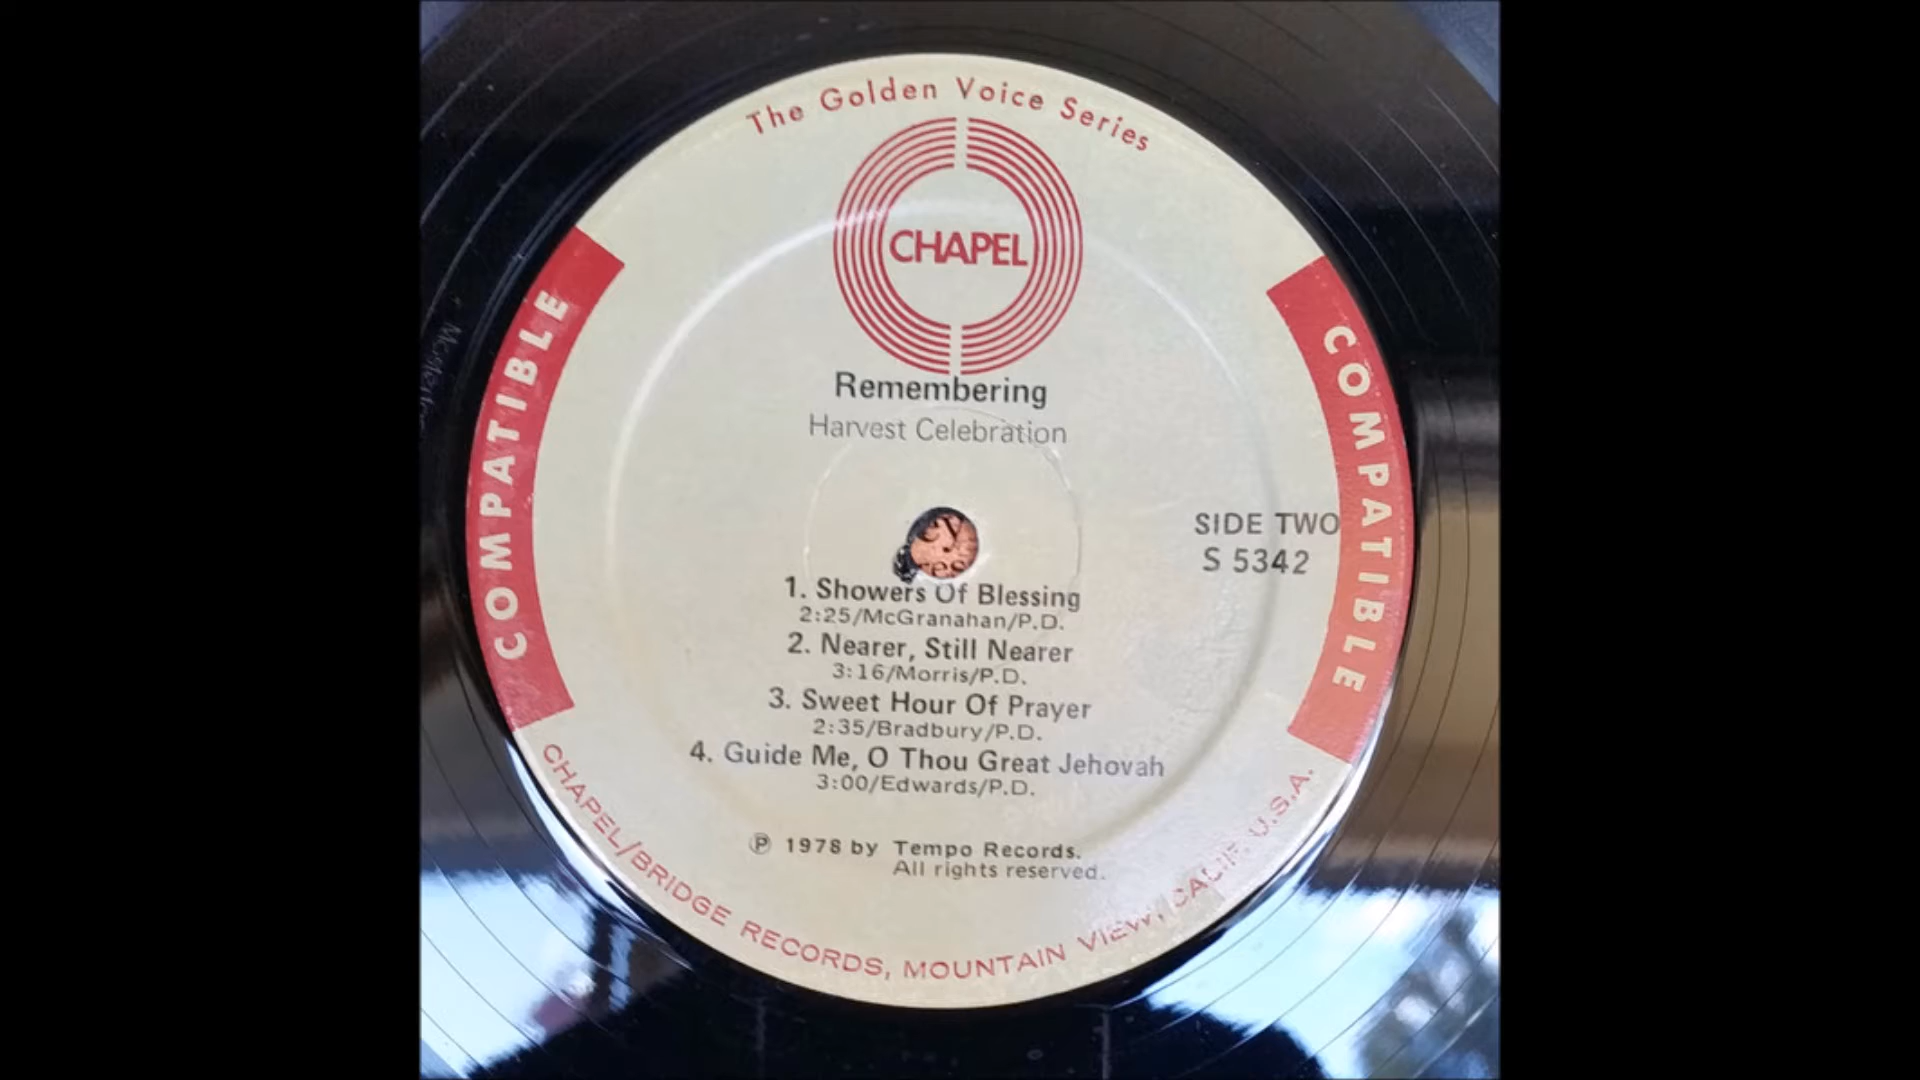 The Golden Voice Series
CHAPEL
Remembering
Harvest Celebration
COMPATIBLE
COMPATIBLE
SIDE TWO
S 5342
1. Showers Of Blessing
2:25/McGranahan/P.D.
2. Nearer, Still Nearer
3:16/Morris/P.D.
3. Sweet Hour Of Prayer
2:35/Bradbury/P.D.
4. Guide Me, O Thou Great Jehovah
3:00/Edwards/P.D.
℗ 1978 by Tempo Records.
All rights reserved.
CHAPEL/BRIDGE RECORDS, MOUNTAIN VIEW, CALIF. U.S.A.